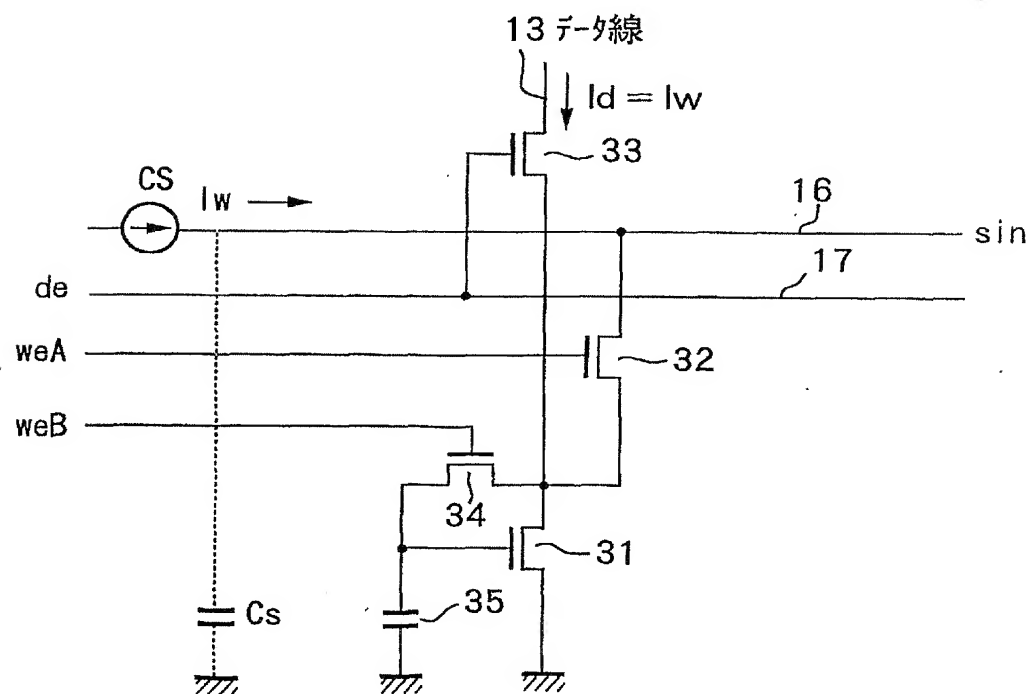 13 データ線
Id = Iw
33
CS
Iw
16
sin
17
de
weA
32
weB
34
31
35
Cs